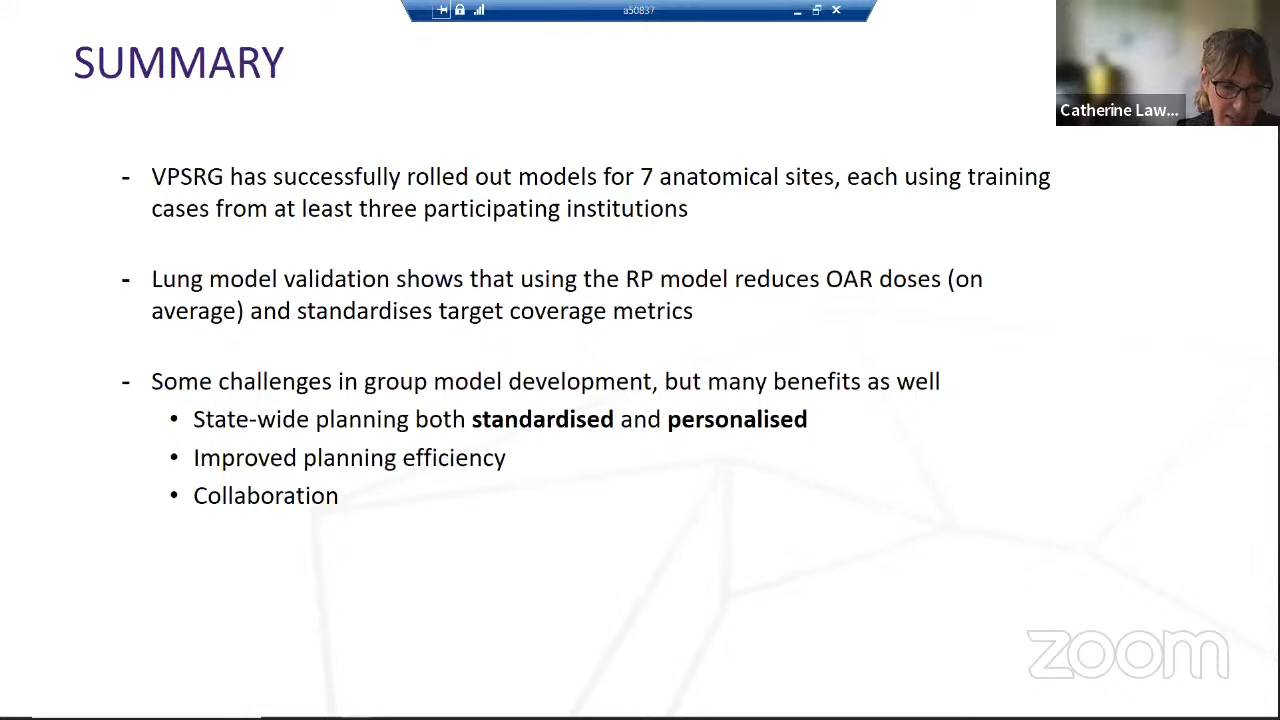 a50837
SUMMARY
Catherine Law...
- VPSRG has successfully rolled out models for 7 anatomical sites, each using training
cases from at least three participating institutions
- Lung model validation shows that using the RP model reduces OAR doses (on
average) and standardises target coverage metrics
- Some challenges in group model development, but many benefits as well
• State-wide planning both standardised and personalised
• Improved planning efficiency
• Collaboration
zoom